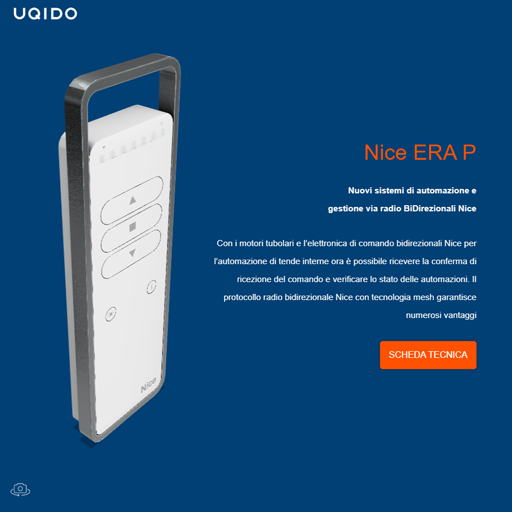 UQIDO
Nice ERA P
Nuovi sistemi di automazione e
gestione via radio BiDirezionali Nice
Con i motori tubolari e l'elettronica di comando bidirezionali Nice per
l'automazione di tende interne ora è possibile ricevere la conferma di
ricezione del comando e verificare lo stato delle automazioni. Il
protocollo radio bidirezionale Nice con tecnologia mesh garantisce
numerosi vantaggi
SCHEDA TECNICA
Nice